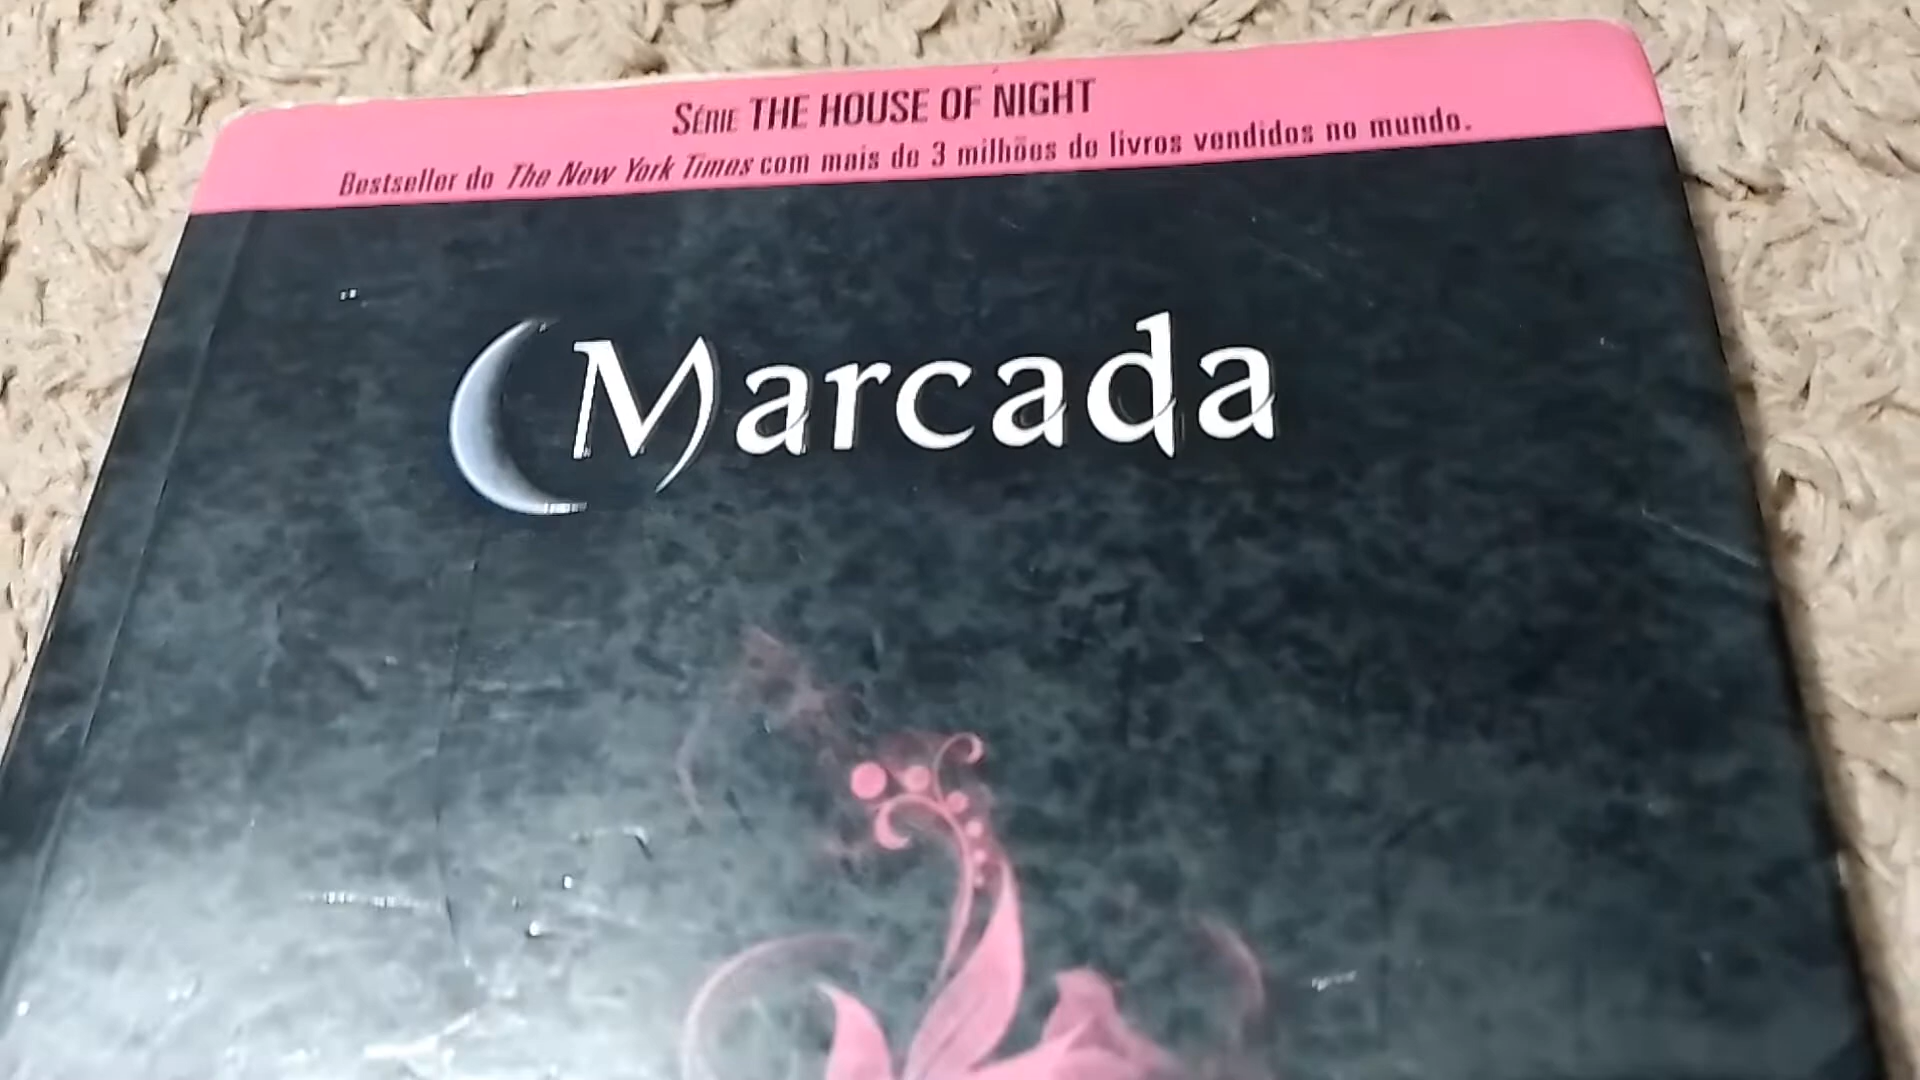 Série THE HOUSE OF NIGHT
Bestseller do The New York Times com mais de 3 milhões de livros vendidos no mundo.
Marcada